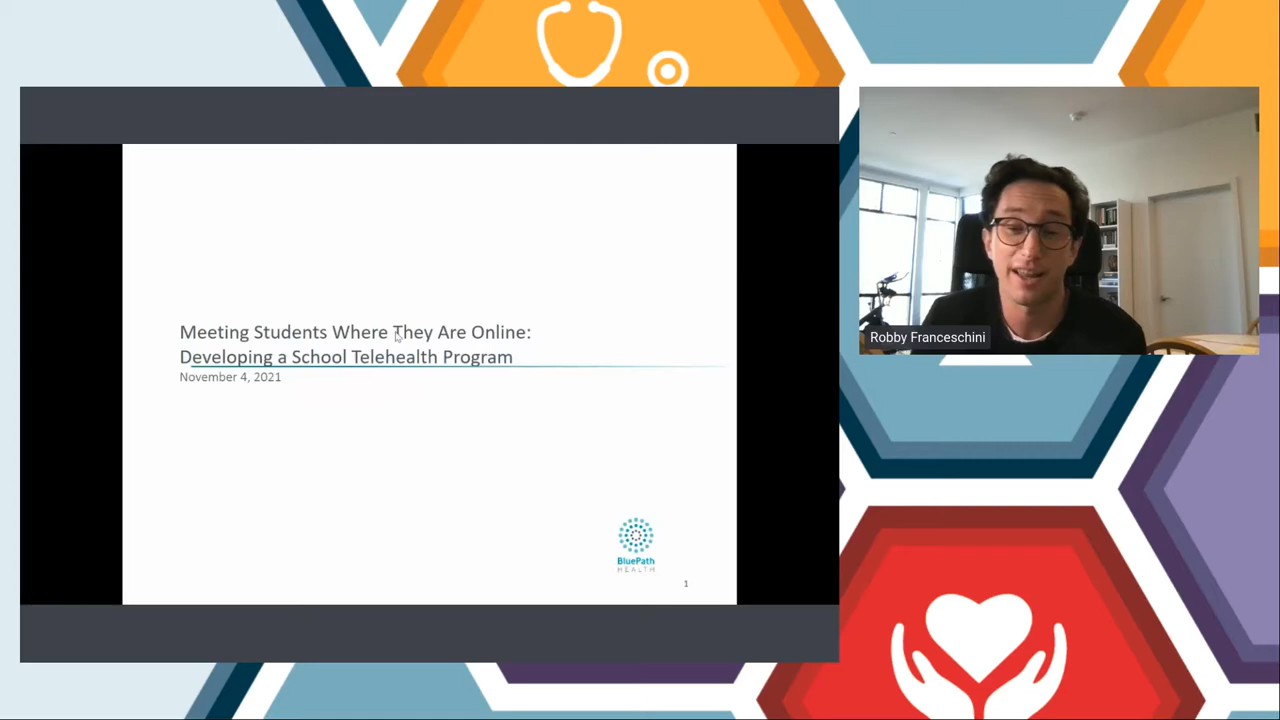 Meeting Students Where They Are Online:
Developing a School Telehealth Program
November 4, 2021
BluePath
HEALTH
1
Robby Franceschini